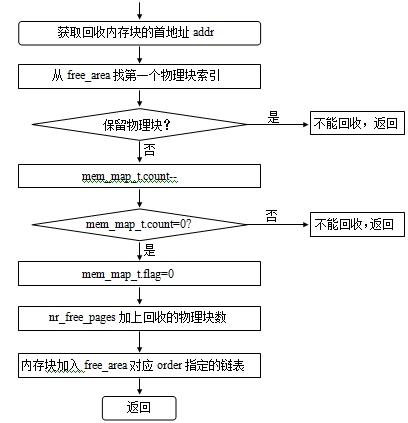 获取回收内存块的首地址 addr
从 free_area 找第一个物理块索引
保留物理块？
是
不能回收，返回
否
mem_map_t.count--
mem_map_t.count=0?
否
不能回收，返回
是
mem_map_t.flag=0
nr_free_pages 加上回收的物理块数
内存块加入 free_area 对应 order 指定的链表
返回